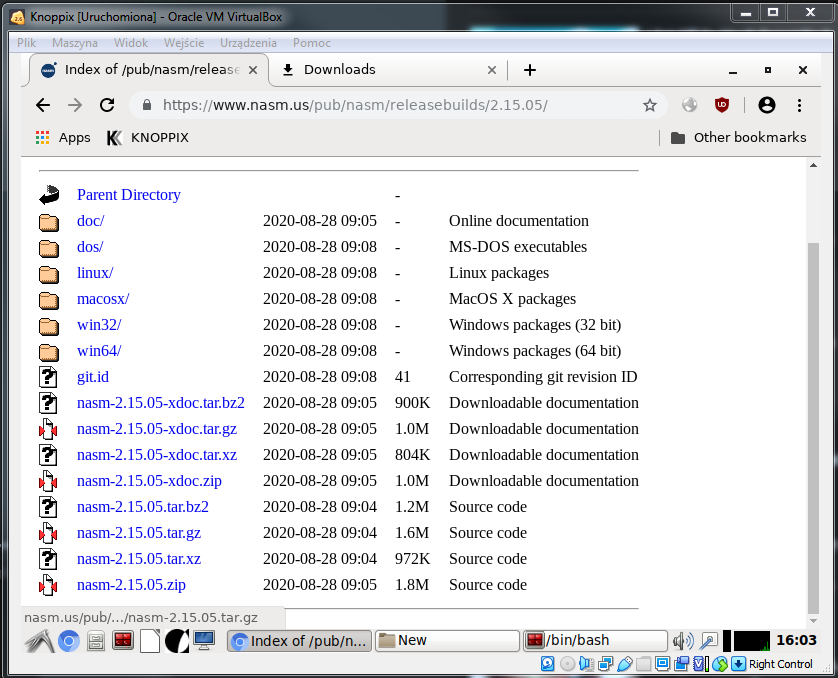 Knoppix [Uruchomiona] - Oracle VM VirtualBox
Plik Maszyna Widok Wejście Urządzenia Pomoc
Index of /pub/nasm/release Downloads
https://www.nasm.us/pub/nasm/releasebuilds/2.15.05/
Apps KNOPPIX Other bookmarks
Parent Directory -
doc/ 2020-08-28 09:05 - Online documentation
dos/ 2020-08-28 09:08 - MS-DOS executables
linux/ 2020-08-28 09:08 - Linux packages
macosx/ 2020-08-28 09:08 - MacOS X packages
win32/ 2020-08-28 09:08 - Windows packages (32 bit)
win64/ 2020-08-28 09:08 - Windows packages (64 bit)
git.id 2020-08-28 09:08 41 Corresponding git revision ID
nasm-2.15.05-xdoc.tar.bz2 2020-08-28 09:05 900K Downloadable documentation
nasm-2.15.05-xdoc.tar.gz 2020-08-28 09:05 1.0M Downloadable documentation
nasm-2.15.05-xdoc.tar.xz 2020-08-28 09:05 804K Downloadable documentation
nasm-2.15.05-xdoc.zip 2020-08-28 09:05 1.0M Downloadable documentation
nasm-2.15.05.tar.bz2 2020-08-28 09:04 1.2M Source code
nasm-2.15.05.tar.gz 2020-08-28 09:04 1.6M Source code
nasm-2.15.05.tar.xz 2020-08-28 09:04 972K Source code
nasm-2.15.05.zip 2020-08-28 09:05 1.8M Source code
nasm.us/pub/.../nasm-2.15.05.tar.gz
Index of /pub/n... New /bin/bash 16:03
Right Control